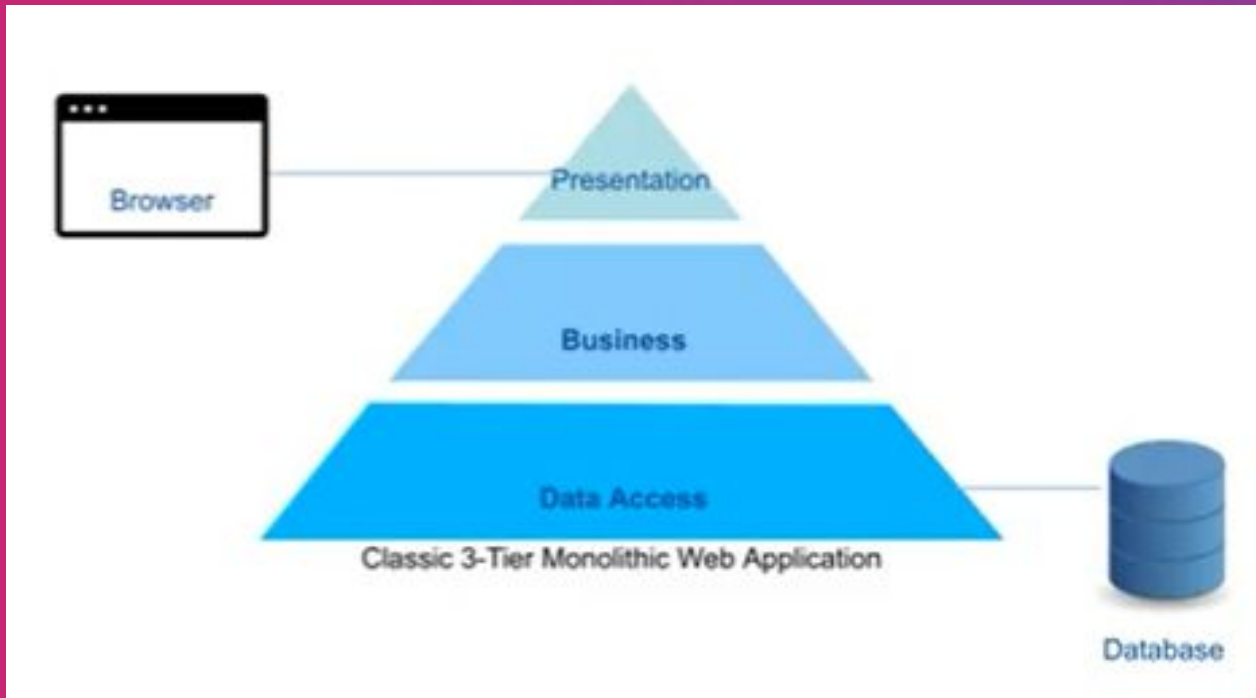 Browser
Presentation
Business
Data Access
Classic 3-Tier Monolithic Web Application
Database